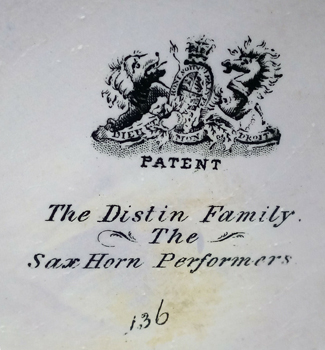 DIEU ET MON DROIT
PATENT
The Distin Family.
The
Sax Horn Performers
136